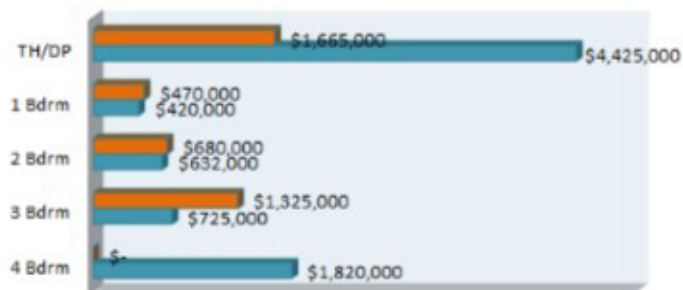 TH/DP $1,665,000
$4,425,000
1 Bdrm $470,000
$420,000
2 Bdrm $680,000
$632,000
3 Bdrm $1,325,000
$725,000
4 Bdrm $-
$1,820,000